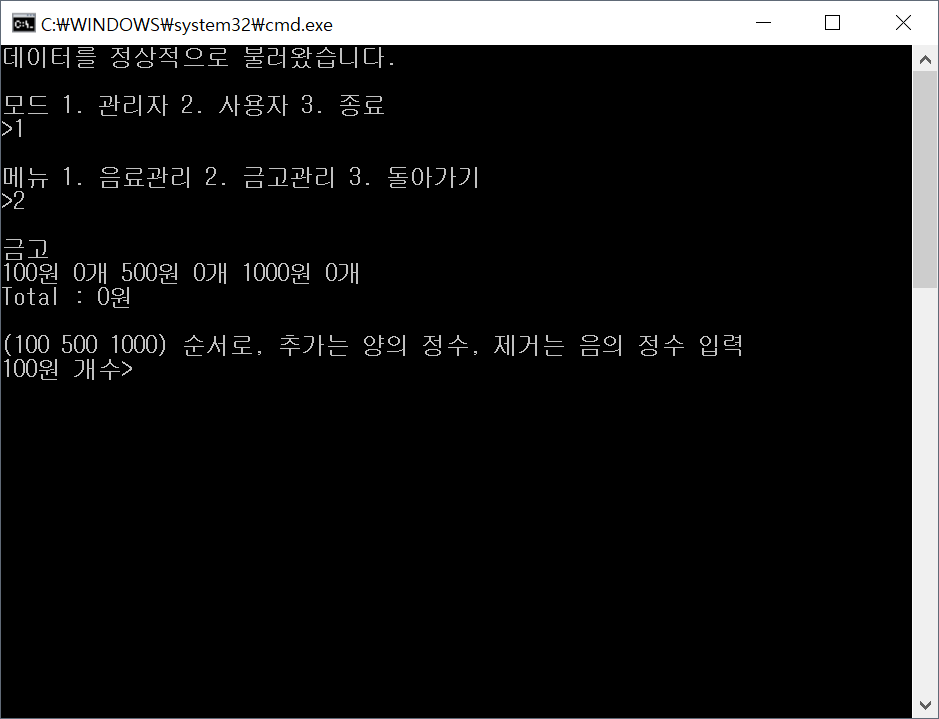 C:\WINDOWS\system32\cmd.exe
데이터를 정상적으로 불러왔습니다.
모드 1. 관리자 2. 사용자 3. 종료
>1
메뉴 1. 음료관리 2. 금고관리 3. 돌아가기
>2
금고
100원 0개 500원 0개 1000원 0개
Total : 0원
(100 500 1000) 순서로, 추가는 양의 정수, 제거는 음의 정수 입력
100원 개수>